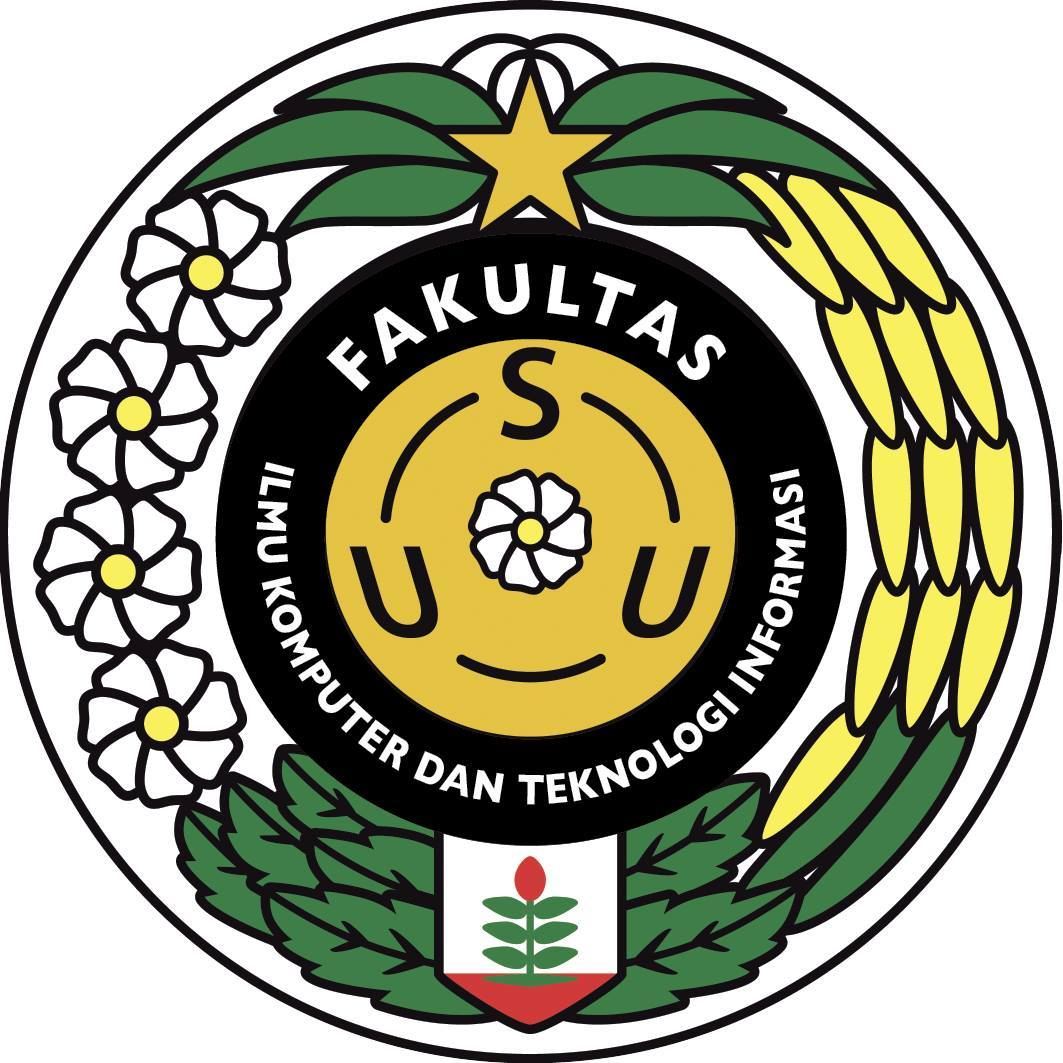 FAKULTAS
ILMU KOMPUTER DAN TEKNOLOGI INFORMASI
U S U